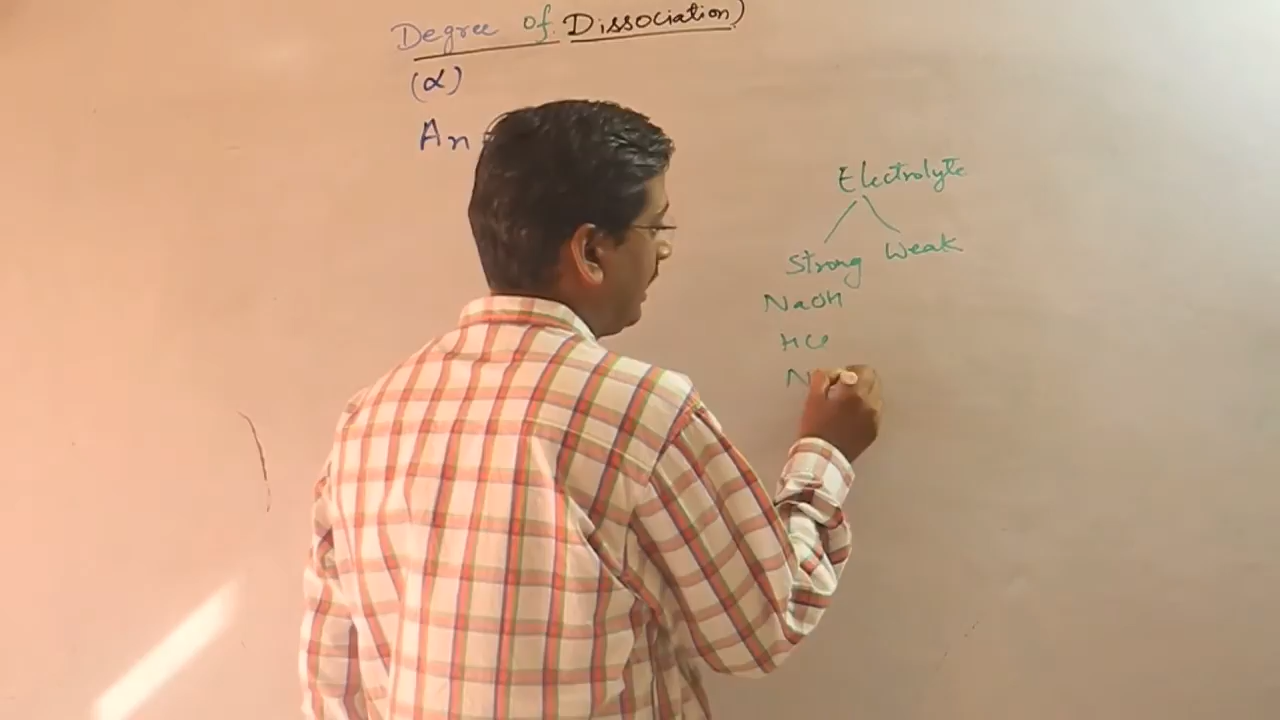 Degree of Dissociation)
(α)
An
Electrolyte
Strong Weak
NaOH
HCl
N